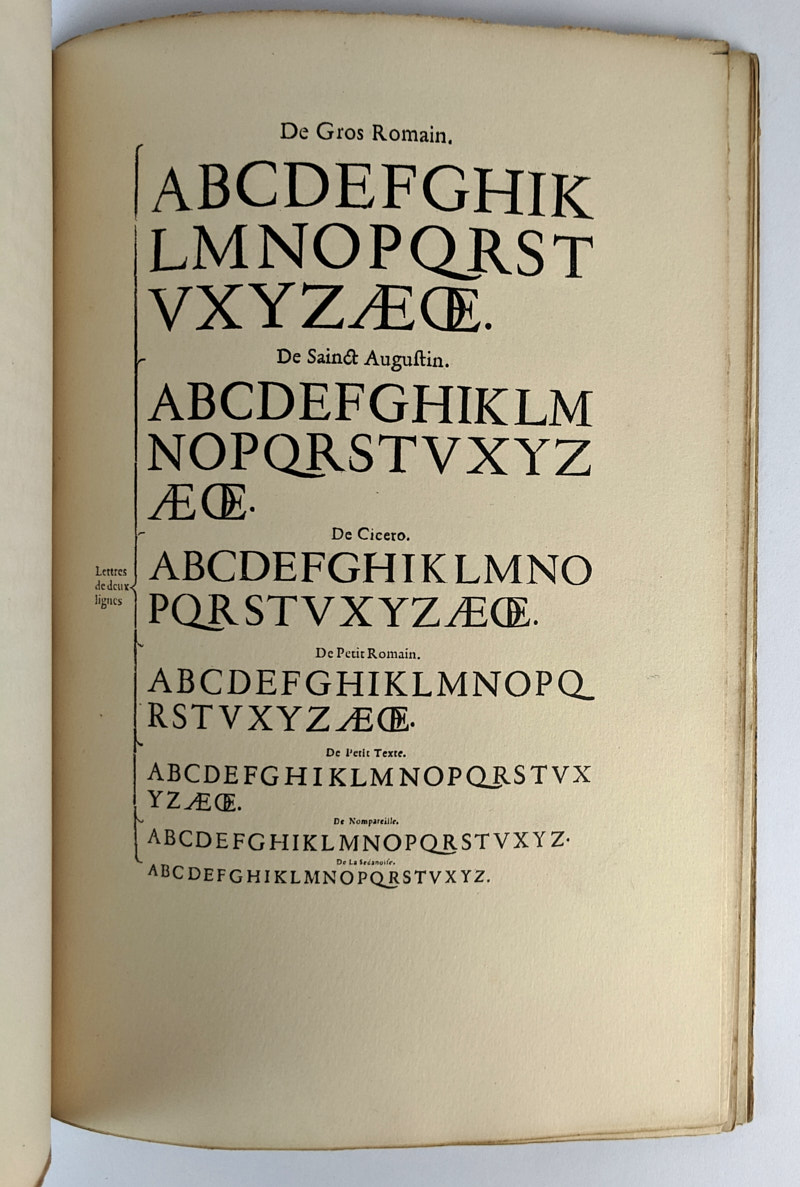 De Gros Romain.
ABCDEFGHIK
LMNOPQRST
VXYZÆŒ.
De Sainct Auguſtin.
ABCDEFGHIKLM
NOPQRSTVXYZ
ÆŒ.
De Cicero.
Lettres
de deux
lignes
ABCDEFGHIKLMNO
PQRSTVXYZÆŒ.
De Petit Romain.
ABCDEFGHIKLMNOPQ
RSTVXYZÆŒ.
De Petit Texte.
ABCDEFGHIKLMNOPQRSTVX
YZÆŒ.
De Nompareille.
ABCDEFGHIKLMNOPQRSTVXYZ.
De La Sedanoiſe.
ABCDEFGHIKLMNOPQRSTVXYZ.